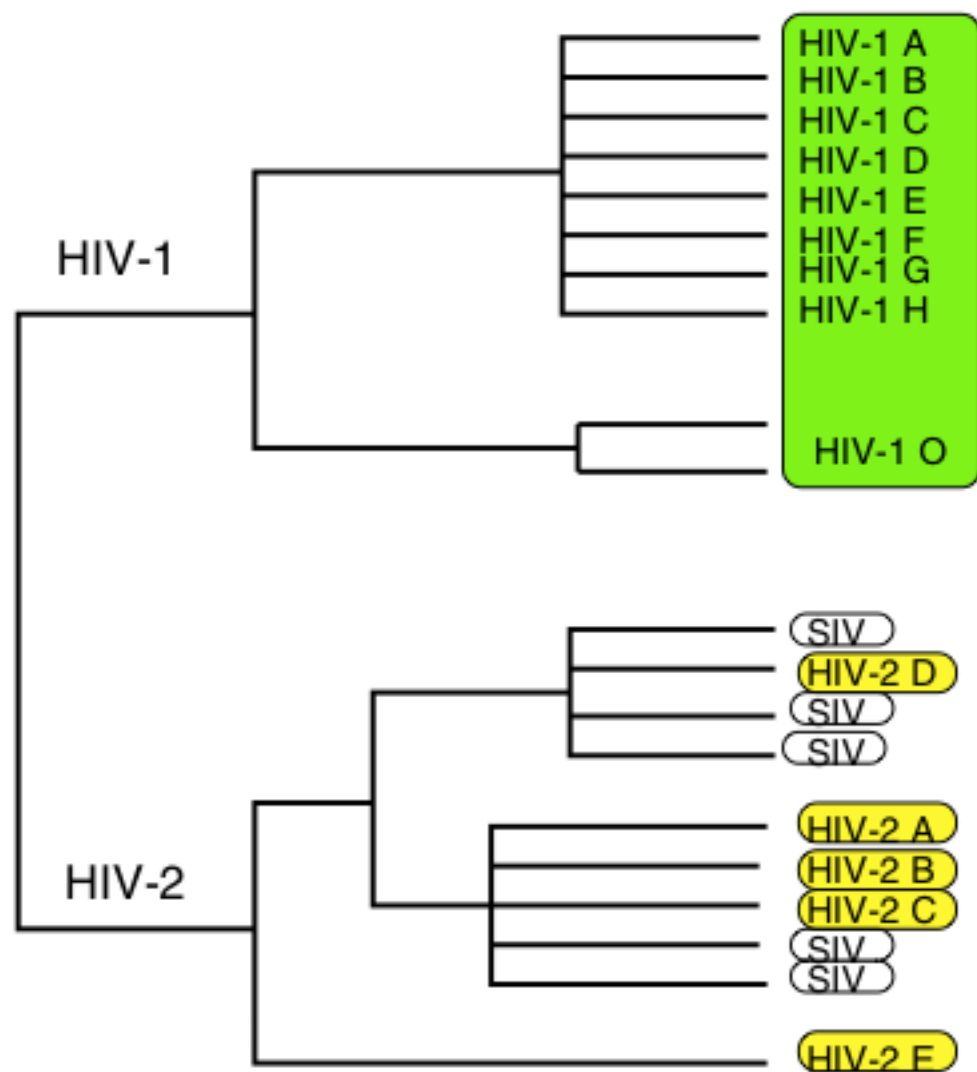 HIV-1 A
HIV-1 B
HIV-1 C
HIV-1 D
HIV-1 E
HIV-1 F
HIV-1 G
HIV-1 H
HIV-1
HIV-1 O
SIV
HIV-2 D
SIV
SIV
HIV-2 A
HIV-2 B
HIV-2
HIV-2 C
SIV
SIV
HIV-2 E